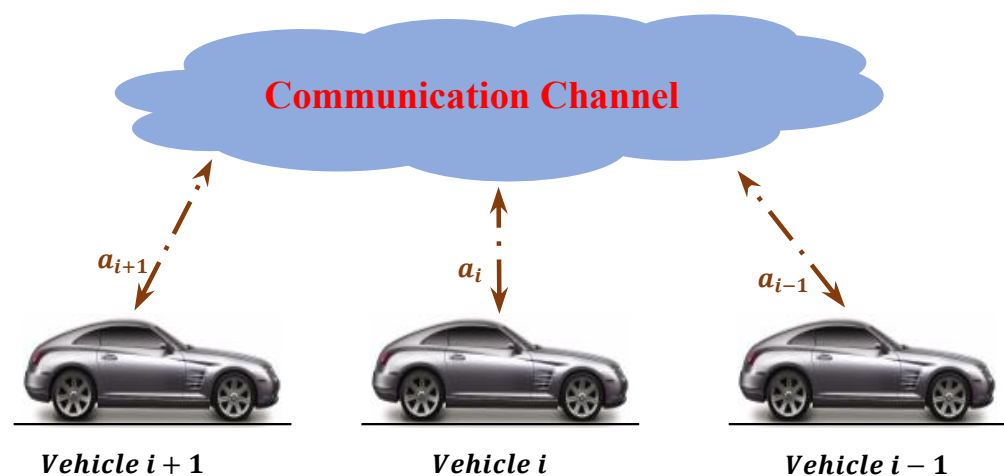 Communication Channel
a_{i+1}
a_i
a_{i-1}
Vehicle i + 1
Vehicle i
Vehicle i − 1